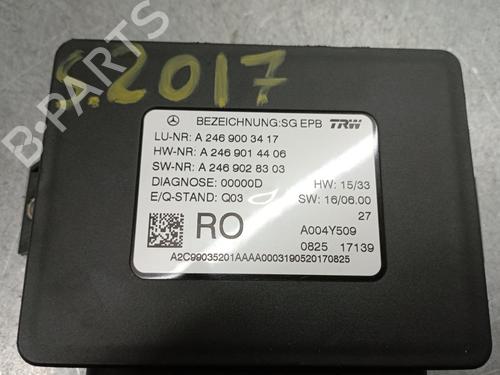 S.2017
BEZEICHNUNG:SG EPB TRW
LU-NR: A 246 900 34 17
HW-NR: A 246 901 44 06
SW-NR: A 246 902 83 03
DIAGNOSE: 00000D HW: 15/33
E/Q-STAND: Q03 SW: 16/06.00
27
RO A004Y509
0825 17139
A2C99035201AAAA0003190520170825
B-PARTS